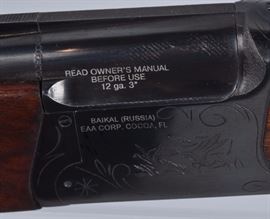 READ OWNER'S MANUAL
BEFORE USE
12 ga. 3"
BAIKAL (RUSSIA)
EAA CORP. COCOA, FL